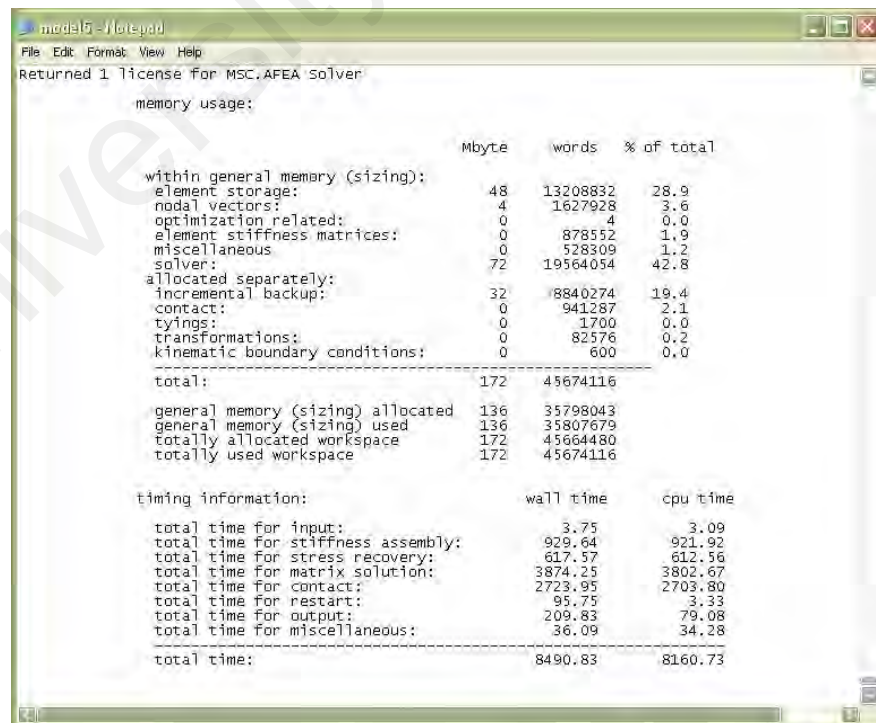 model5 - Notepad
File Edit Format View Help
Returned 1 license for MSC.AFEA Solver
memory usage:
Mbyte words % of total
within general memory (sizing):
element storage: 48 13208832 28.9
nodal vectors: 4 1627928 3.6
optimization related: 0 4 0.0
element stiffness matrices: 0 878552 1.9
miscellaneous 0 528309 1.2
solver: 72 19564054 42.8
allocated separately:
incremental backup: 32 8840274 19.4
contact: 0 941287 2.1
tyings: 0 1700 0.0
transformations: 0 82576 0.2
kinematic boundary conditions: 0 600 0.0
total: 172 45674116
general memory (sizing) allocated 136 35798043
general memory (sizing) used 136 35807679
totally allocated workspace 172 45664480
totally used workspace 172 45674116
timing information: wall time cpu time
total time for input: 3.75 3.09
total time for stiffness assembly: 929.64 921.92
total time for stress recovery: 617.57 612.56
total time for matrix solution: 3874.25 3802.67
total time for contact: 2723.95 2703.80
total time for restart: 95.75 3.33
total time for output: 209.83 79.08
total time for miscellaneous: 36.09 34.28
total time: 8490.83 8160.73